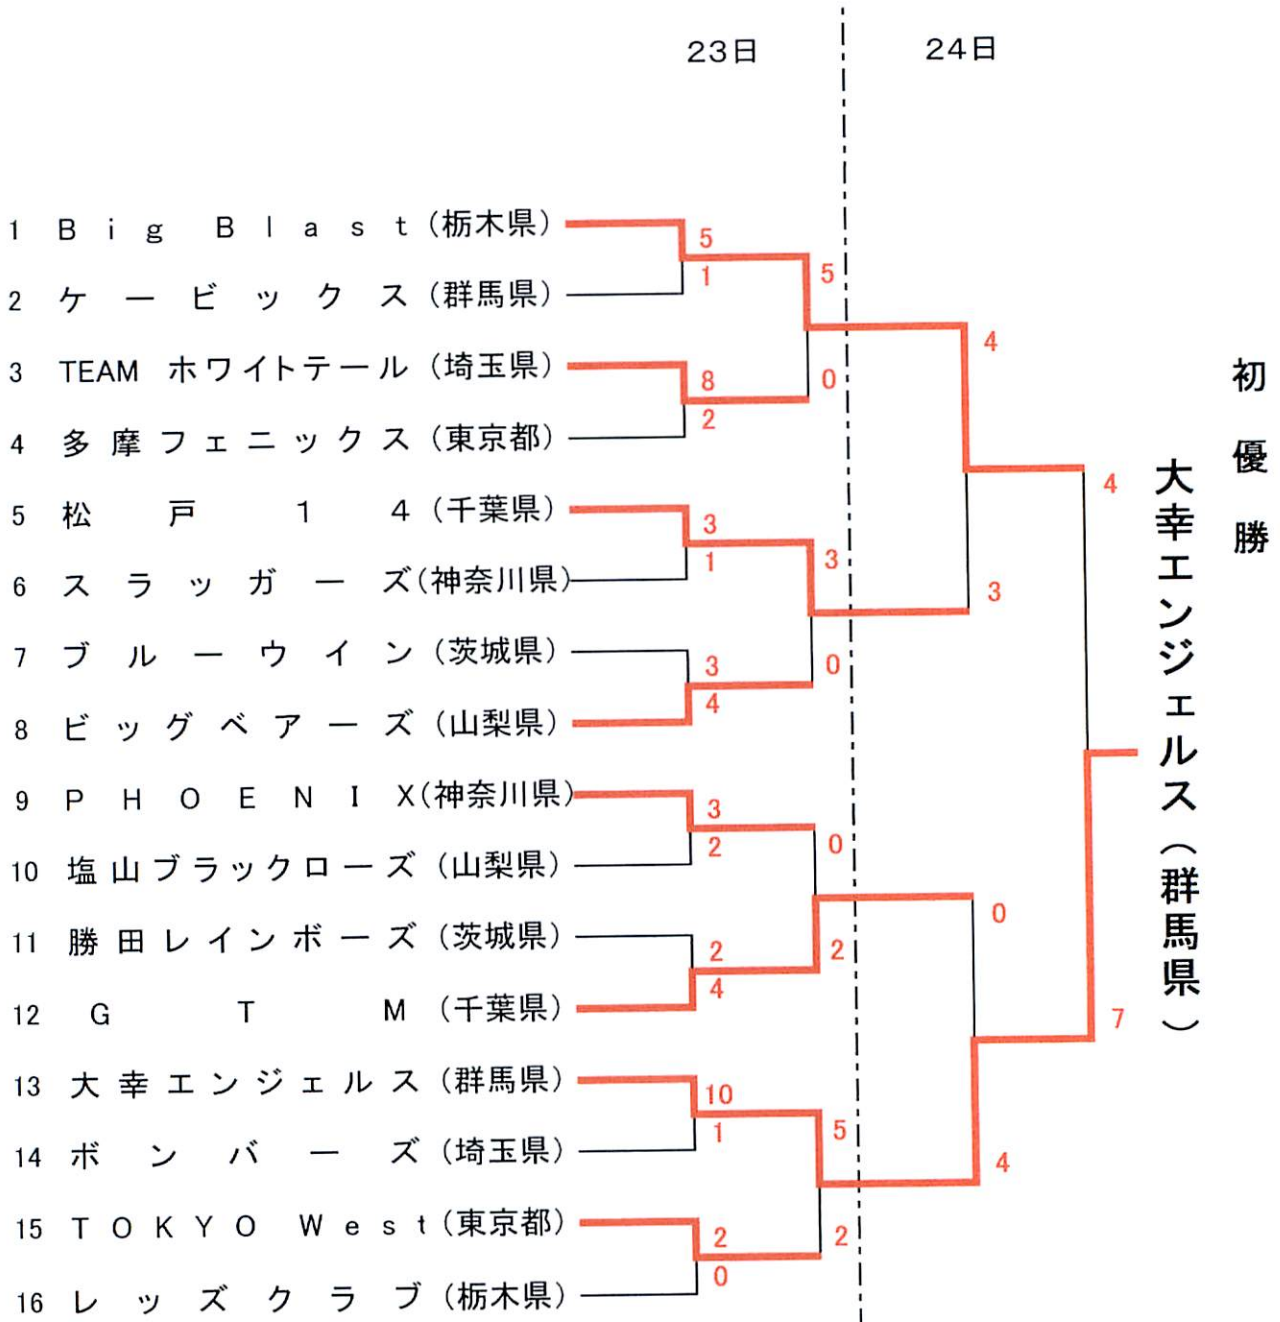 23日 24日
1 Big Blast(栃木県)
5
2 ケービックス(群馬県)
1
5
3 TEAM ホワイトテール(埼玉県)
8
0
4 多摩フェニックス(東京都)
2
4
5 松戸14(千葉県)
3
6 スラッガーズ(神奈川県)
1
3
7 ブルーウイン(茨城県)
3
0
8 ビッグベアーズ(山梨県)
4
3
4
9 PHOENIX(神奈川県)
3
10 塩山ブラックローズ(山梨県)
2
0
11 勝田レインボーズ(茨城県)
2
2
12 GTM(千葉県)
4
0
13 大幸エンジェルス(群馬県)
10
14 ボンバーズ(埼玉県)
1
5
15 TOKYO West(東京都)
2
2
16 レッズクラブ(栃木県)
0
4
7
初優勝
大幸エンジェルス(群馬県)